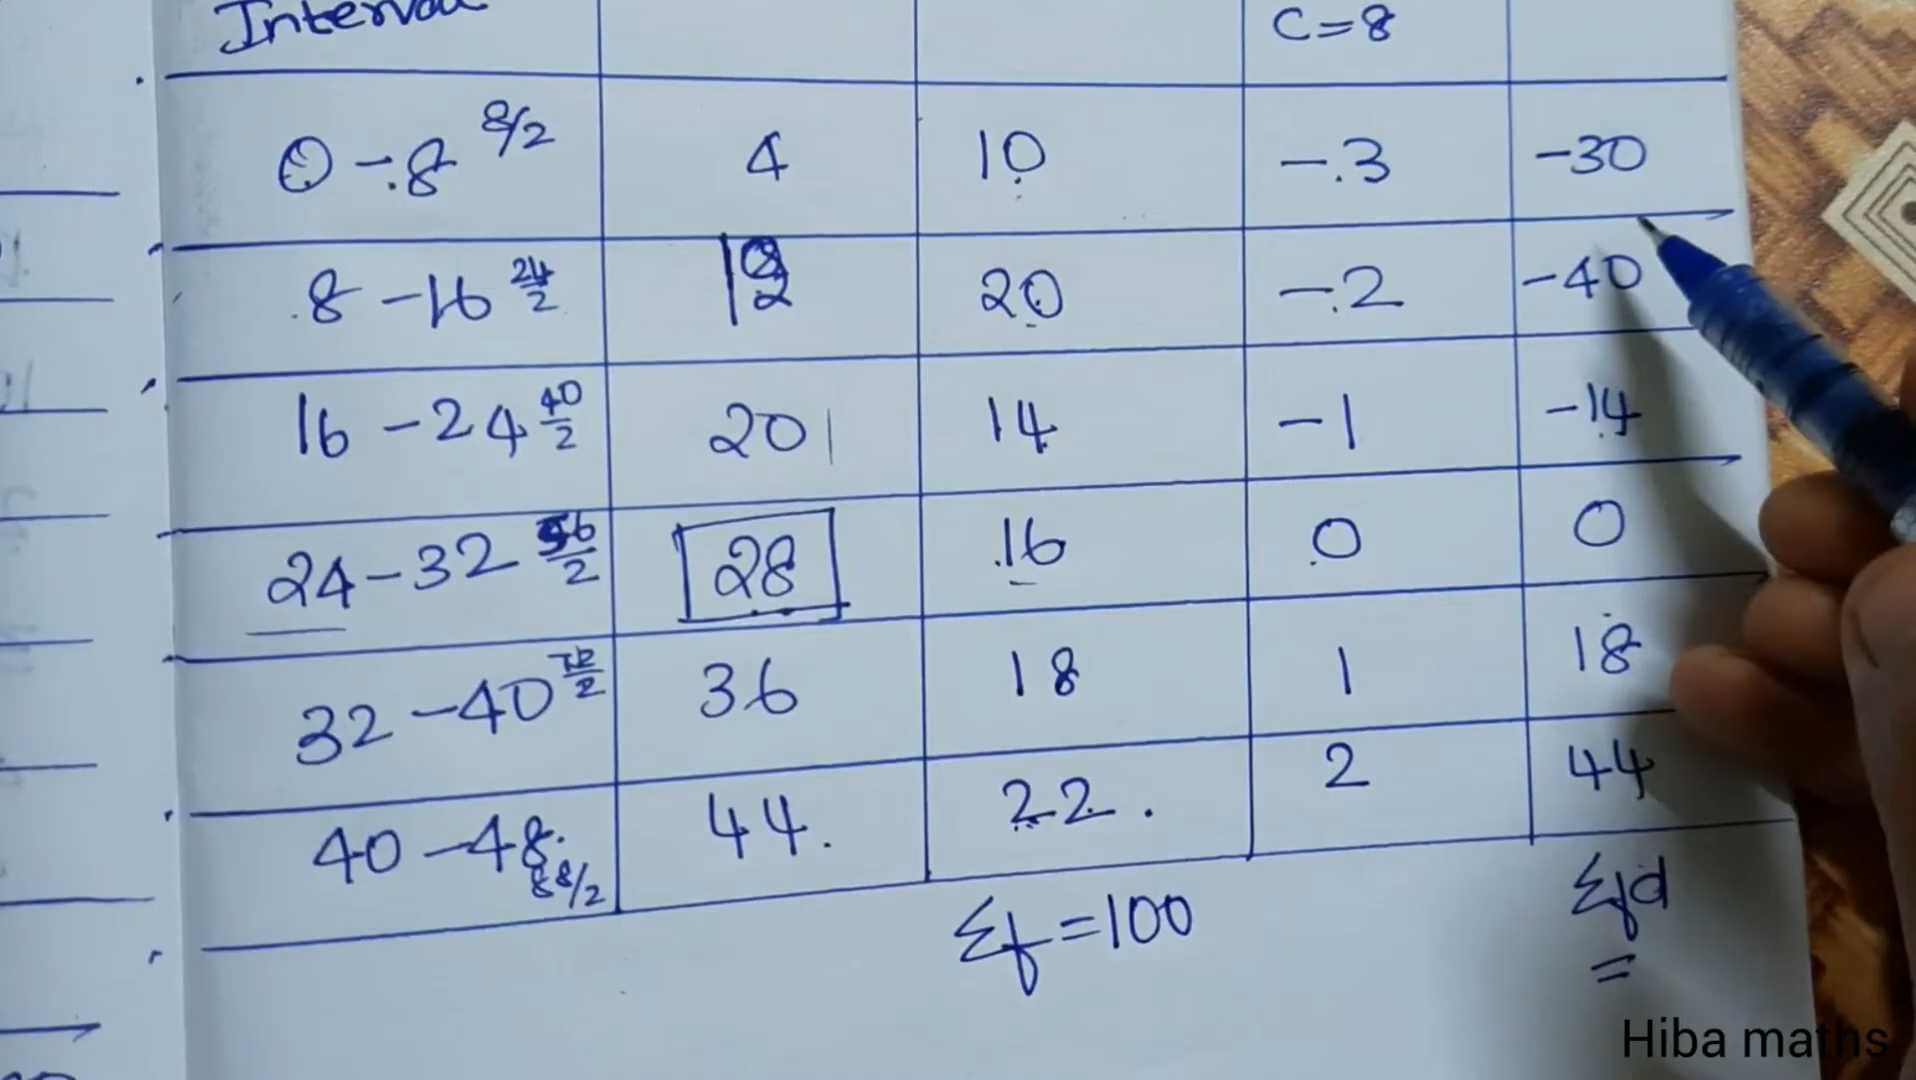 Interval C=8
0-8 8/2 4 10 -3 -30
8-16 24/2 12 20 -2 -40
16-24 40/2 20 14 -1 -14
24-32 56/2 28 16 0 0
32-40 72/2 36 18 1 18
40-48 88/2 44 22 2 44
Σf=100 Σfd =
Hiba maths